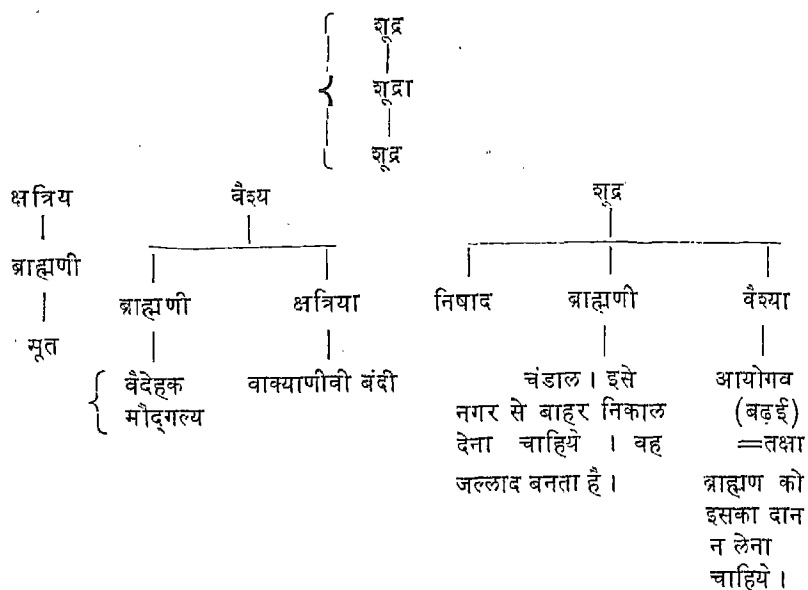 शूद्र
शूद्रा
शूद्र
क्षत्रिय वैश्य शूद्र
ब्राह्मणी
ब्राह्मणी क्षत्रिया निषाद ब्राह्मणी वैश्या
सूत
वैदेहक वाक्याणीवी बंदी चंडाल । इसे आयोगव
मौद्गल्य नगर से बाहर निकाल (बढ़ई)
देना चाहिये । वह =तक्षा
जल्लाद बनता है । ब्राह्मण को
इसका दान
न लेना
चाहिये ।